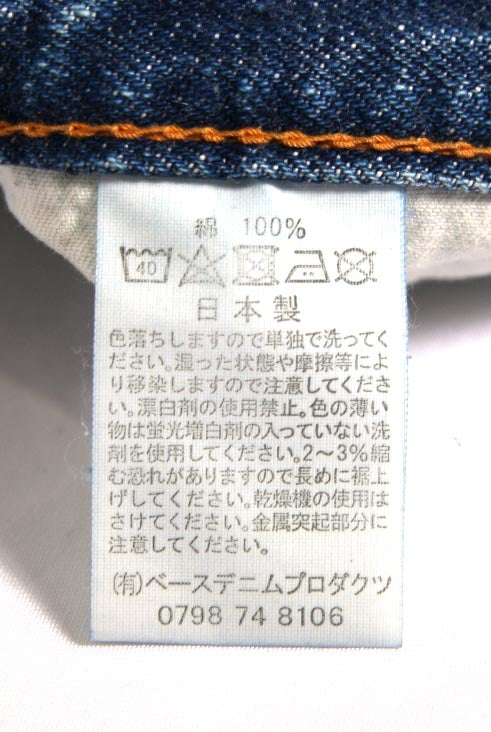 綿 100%
40
日本製
色落ちしますので単独で洗ってく
ださい。湿った状態や摩擦等によ
り移染しますので注意してくださ
い。漂白剤の使用禁止。色の薄い
物は蛍光増白剤の入っていない洗
剤を使用してください。2〜3%縮
む恐れがありますので長めに裾上
げしてください。乾燥機の使用は
さけてください。金属突起部分に
注意してください。
(有)ベースデニムプロダクツ
0798 74 8106